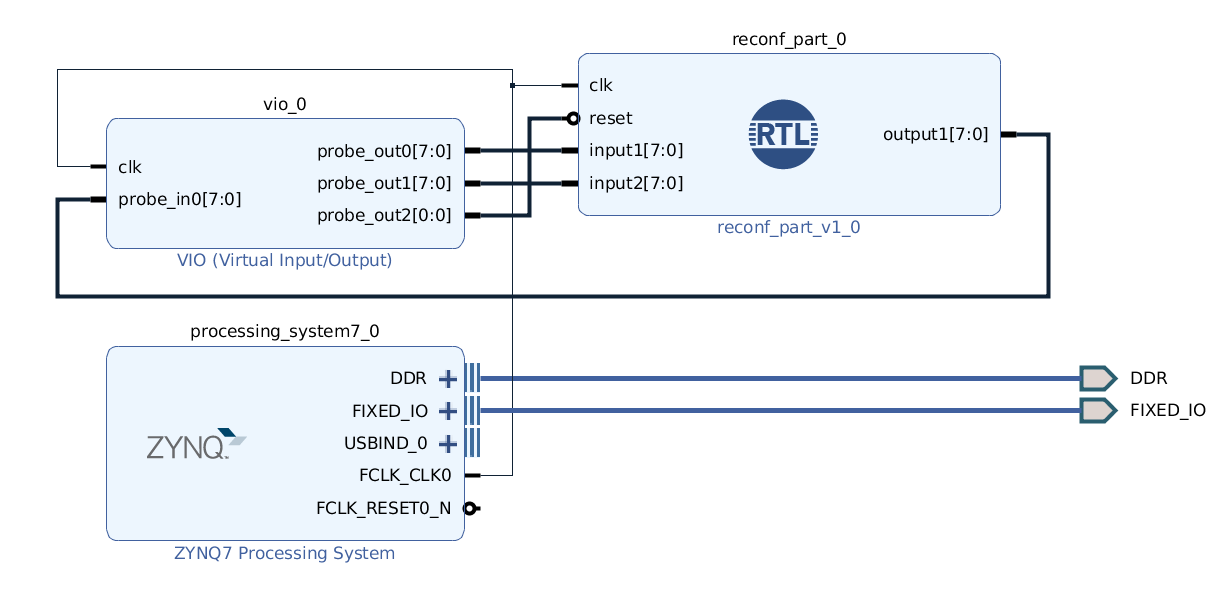 reconf_part_0
clk
reset
input1[7:0]
input2[7:0]
RTL
output1[7:0]
reconf_part_v1_0
vio_0
clk
probe_in0[7:0]
probe_out0[7:0]
probe_out1[7:0]
probe_out2[0:0]
VIO (Virtual Input/Output)
processing_system7_0
ZYNQ™
DDR
FIXED_IO
USBIND_0
FCLK_CLK0
FCLK_RESET0_N
ZYNQ7 Processing System
DDR
FIXED_IO